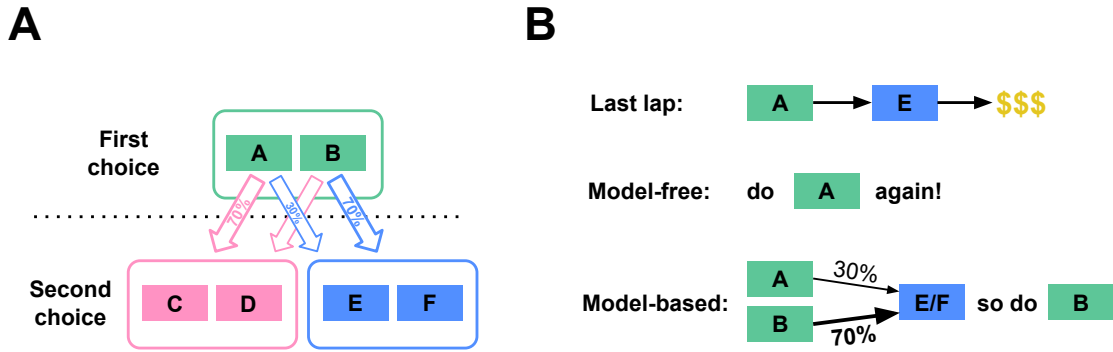 A
First choice
A B
70% 30% 70%
Second choice
C D E F
B
Last lap: A E $$$
Model-free: do A again!
Model-based: A 30% E/F so do B
B 70%